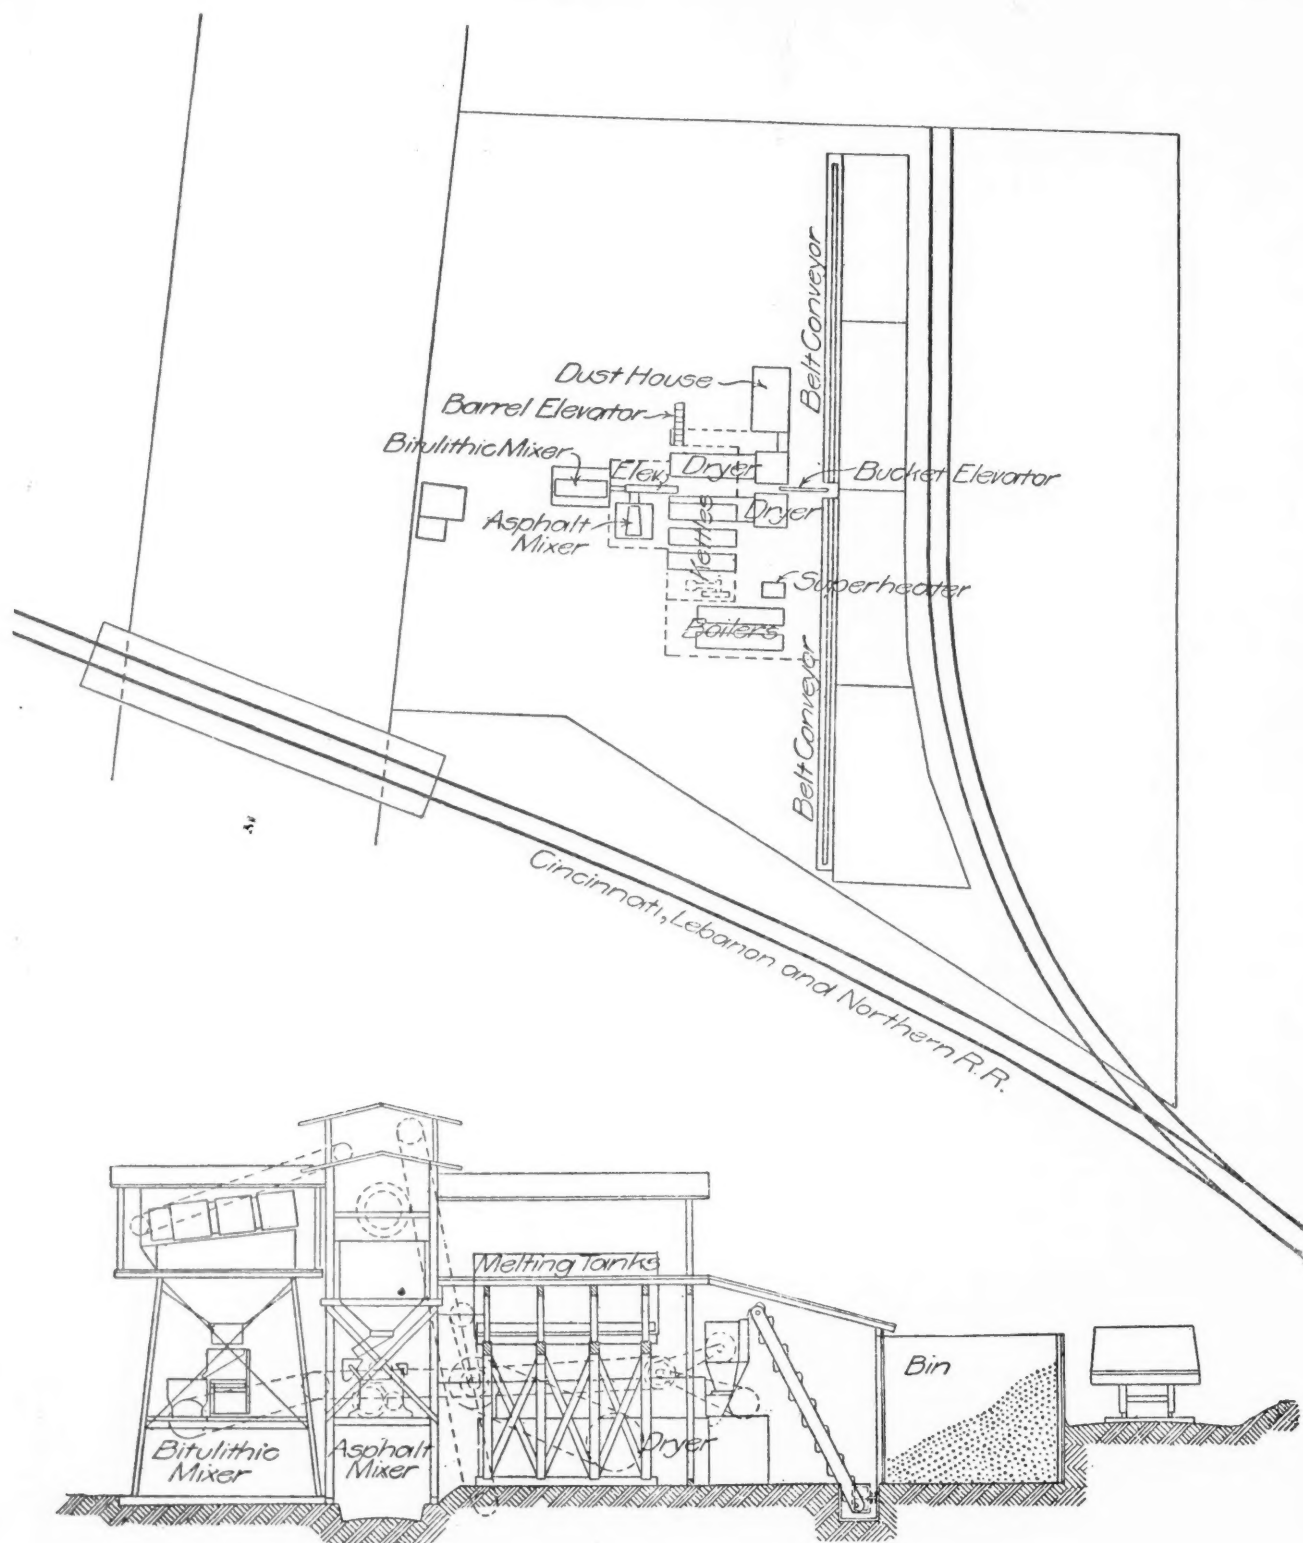 Belt Conveyor
Dust House
Barrel Elevator
Bitulithic Mixer
Elev.
Dryer
Bucket Elevator
Asphalt
Mixer
Kettles
Dryer
Superheater
Boilers
Belt Conveyor
Cincinnati, Lebanon and Northern R.R.
Melting Tanks
Bin
Bitulithic
Mixer
Asphalt
Mixer
Dryer